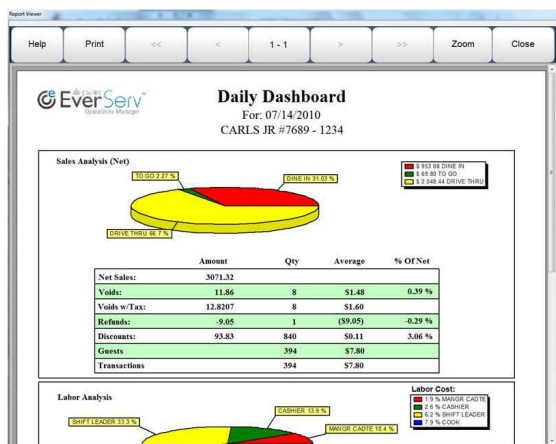 Report Viewer
Help Print << < 1 - 1 > >> Zoom Close
EverServ
Operations Manager
Daily Dashboard
For: 07/14/2010
CARLS JR #7689 - 1234
Sales Analysis (Net)
TO GO 2.27 %
DINE IN 31.03 %
DRIVE THRU 66.7 %
$ 953.08 DINE IN
$ 69.80 TO GO
$ 2,048.44 DRIVE THRU
Amount Qty Average % Of Net
Net Sales: 3071.32
Voids: 11.86 8 $1.48 0.39 %
Voids w/Tax: 12.8207 8 $1.60
Refunds: -9.05 1 ($9.05) -0.29 %
Discounts: 93.83 840 $0.11 3.06 %
Guests 394 $7.80
Transactions 394 $7.80
Labor Analysis
SHIFT LEADER 33.3 %
CASHIER 13.9 %
MANGR CADTE 10.4 %
Labor Cost:
1.9 % MANGR CADTE
2.6 % CASHIER
6.2 % SHIFT LEADER
7.9 % COOK